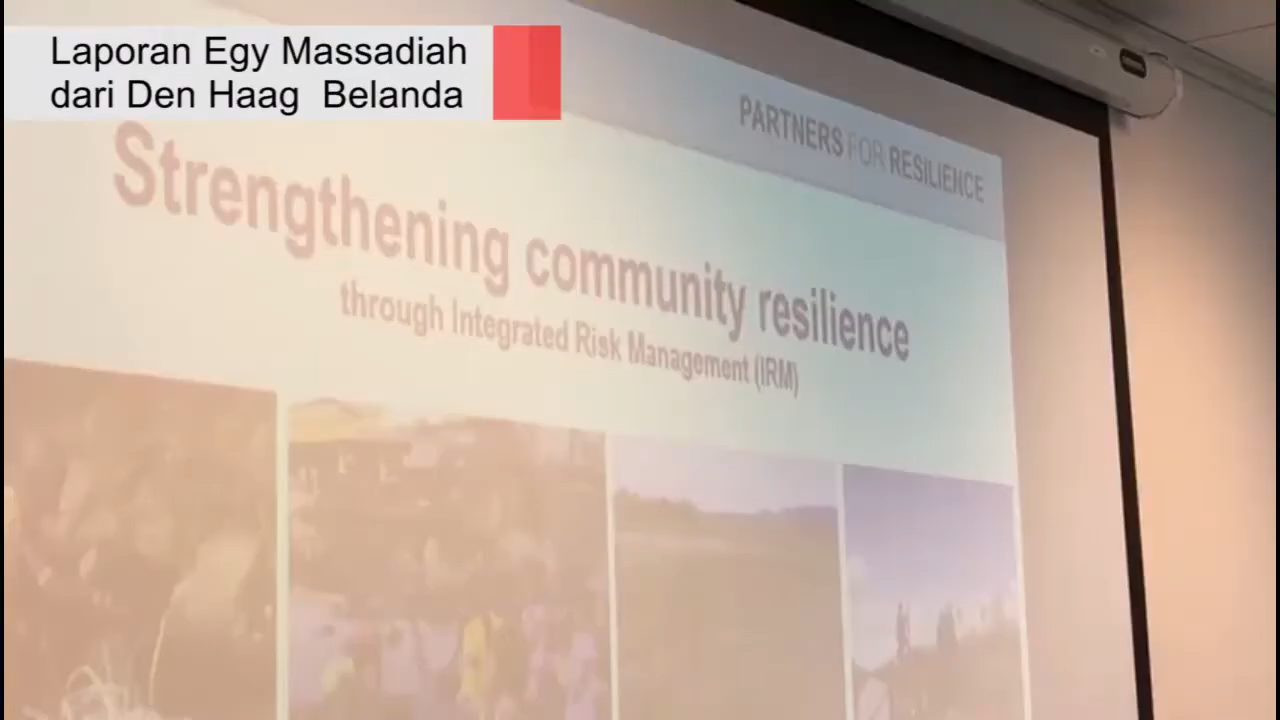 Laporan Egy Massadiah
dari Den Haag Belanda
PARTNERS FOR RESILIENCE
Strengthening community resilience
through Integrated Risk Management (IRM)